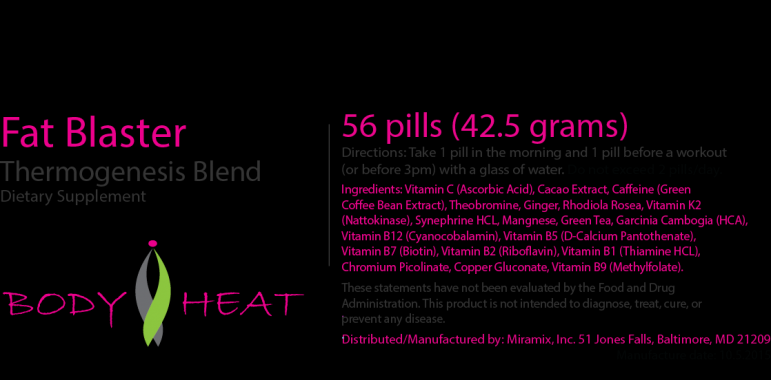 Fat Blaster
Thermogenesis Blend
Dietary Supplement
BODY HEAT
56 pills (42.5 grams)
Directions: Take 1 pill in the morning and 1 pill before a workout
(or before 3pm) with a glass of water.
Ingredients: Vitamin C (Ascorbic Acid), Cacao Extract, Caffeine (Green
Coffee Bean Extract), Theobromine, Ginger, Rhodiola Rosea, Vitamin K2
(Nattokinase), Synephrine HCL, Mangnese, Green Tea, Garcinia Cambogia (HCA),
Vitamin B12 (Cyanocobalamin), Vitamin B5 (D-Calcium Pantothenate),
Vitamin B7 (Biotin), Vitamin B2 (Riboflavin), Vitamin B1 (Thiamine HCL),
Chromium Picolinate, Copper Gluconate, Vitamin B9 (Methylfolate).
These statements have not been evaluated by the Food and Drug
Administration. This product is not intended to diagnose, treat, cure, or
prevent any disease.
Distributed/Manufactured by: Miramix, Inc. 51 Jones Falls, Baltimore, MD 21209